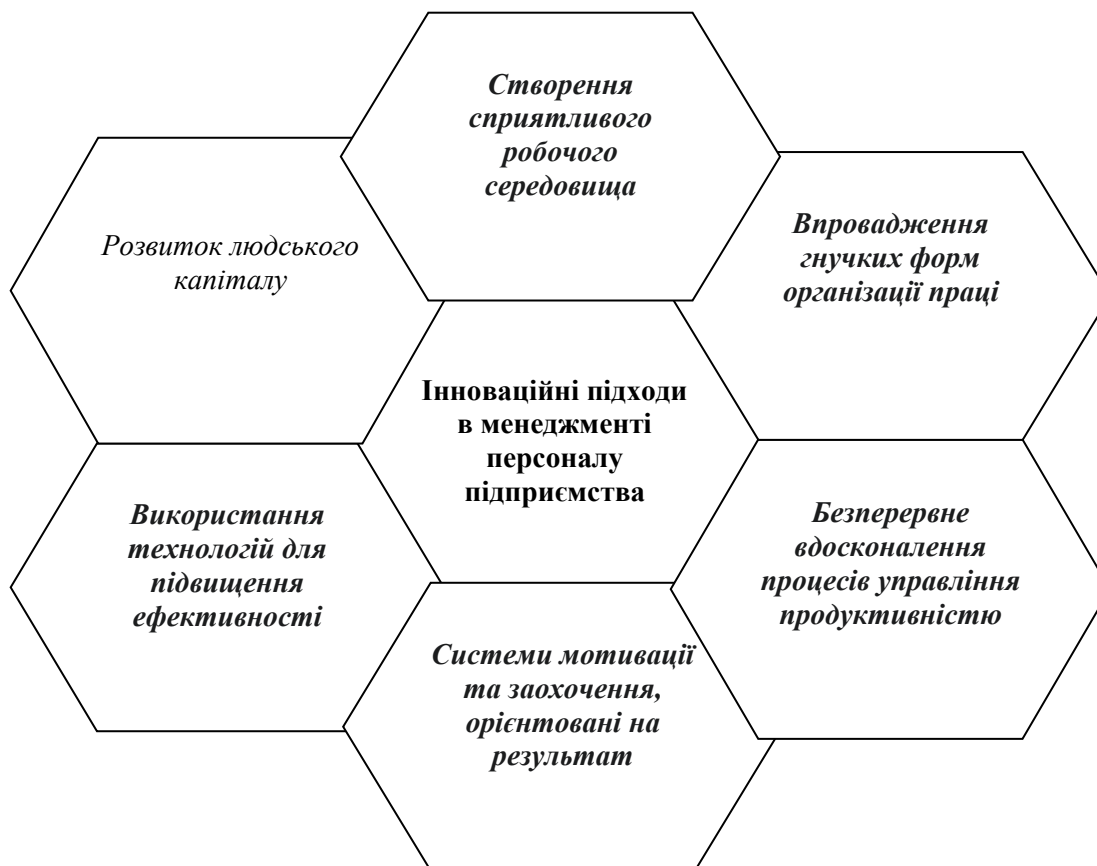 Створення
сприятливого
робочого
середовища
Розвиток людського
капіталу
Впровадження
гнучких форм
організації праці
Інноваційні підходи
в менеджменті
персоналу
підприємства
Використання
технологій для
підвищення
ефективності
Безперервне
вдосконалення
процесів управління
продуктивністю
Системи мотивації
та заохочення,
орієнтовані на
результат